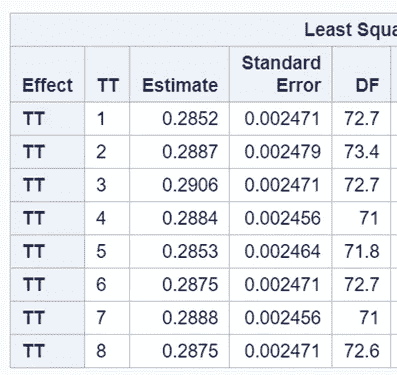 Least Squa
Standard
Effect TT Estimate Error DF
TT 1 0.2852 0.002471 72.7
TT 2 0.2887 0.002479 73.4
TT 3 0.2906 0.002471 72.7
TT 4 0.2884 0.002456 71
TT 5 0.2853 0.002464 71.8
TT 6 0.2875 0.002471 72.7
TT 7 0.2888 0.002456 71
TT 8 0.2875 0.002471 72.6